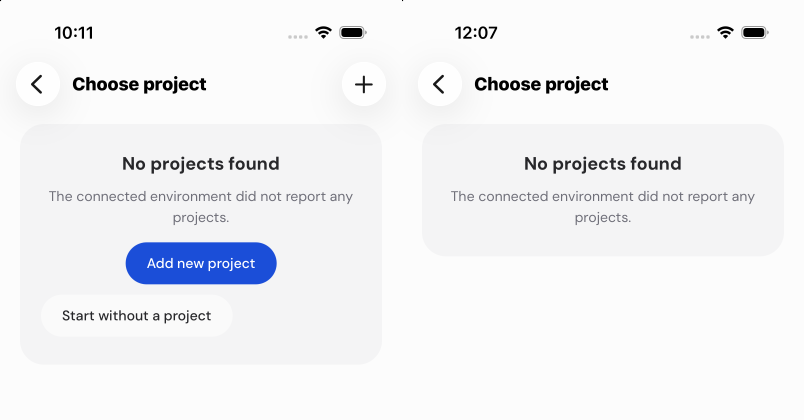 10:11
Choose project
No projects found
The connected environment did not report any
projects.
Add new project
Start without a project
12:07
Choose project
No projects found
The connected environment did not report any
projects.